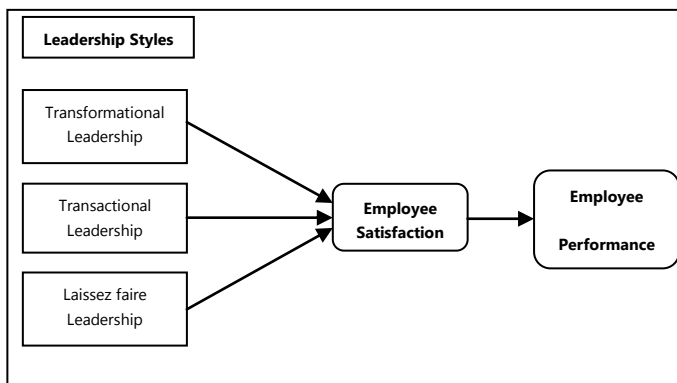 Leadership Styles
Transformational
Leadership
Transactional
Leadership
Laissez faire
Leadership
Employee
Satisfaction
Employee
Performance